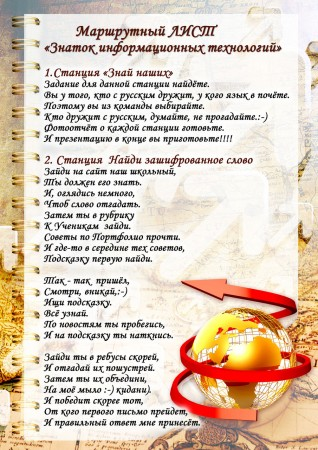 Маршрутный ЛИСТ
«Знаток информационных технологий»
1.Станция «Знай наших»
Задание для данной станции найдёте.
Вы у того, кто с русским дружит, у кого язык в почёте.
Поэтому вы из команды выбирайте.
Кто дружит с русским, думайте, не прогадайте.:-)
Фотоотчёт о каждой станции готовьте.
И презентацию в конце вы приготовьте!!!!
2. Станция Найди зашифрованное слово
Зайди на сайт наш школьный,
Ты должен его знать.
И, оглядись немного,
Чтоб слово отгадать.
Затем ты в рубрику
К Ученикам зайди.
Советы по Портфолио прочти.
И где-то в середине тех советов,
Подсказку первую найди.
Так - так пришёл,
Смотри, вникай,:-)
Ищи подсказку.
Всё узнай.
По новостям ты пробегись,
И на подсказку ты наткнись.
Зайди ты в ребусы скорей,
И отгадай их пошустрей.
Затем ты их объедини,
На моё мыло :-) кидани).
И победит скорее тот,
От кого первого письмо прейдет,
И правильный ответ мне принесёт.